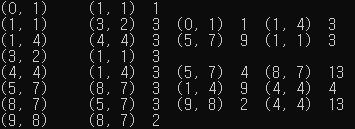 (0, 1) (1, 1) 1
(1, 1) (3, 2) 3 (0, 1) 1 (1, 4) 3
(1, 4) (4, 4) 3 (5, 7) 9 (1, 1) 3
(3, 2) (1, 1) 3
(4, 4) (1, 4) 3 (5, 7) 4 (8, 7) 13
(5, 7) (8, 7) 3 (1, 4) 9 (4, 4) 4
(8, 7) (5, 7) 3 (9, 8) 2 (4, 4) 13
(9, 8) (8, 7) 2